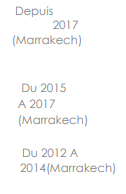 Depuis
2017
(Marrakech)
Du 2015
A 2017
(Marrakech)
Du 2012 A
2014(Marrakech)